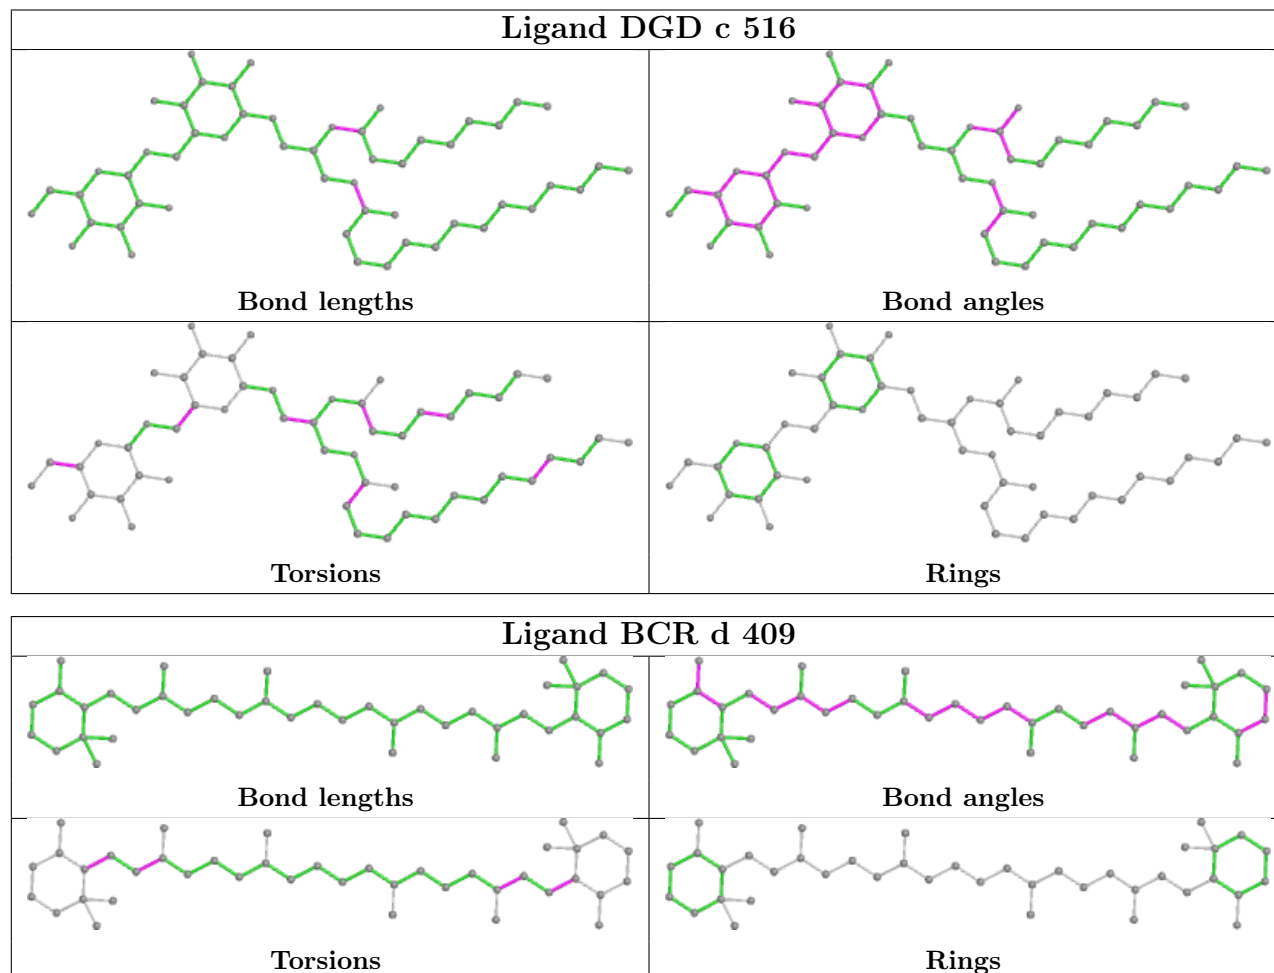 Ligand DGD c 516
Bond lengths
Bond angles
Torsions
Rings
Ligand BCR d 409
Bond lengths
Bond angles
Torsions
Rings